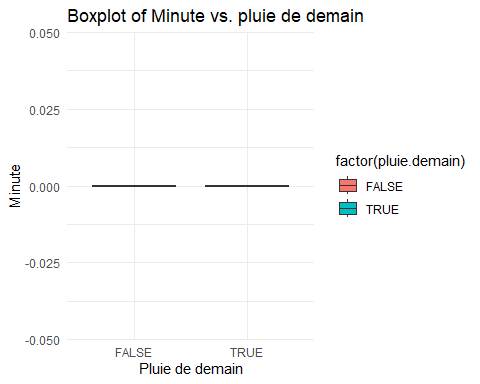 Boxplot of Minute vs. pluie de demain
0.050
0.025
0.000
-0.025
-0.050
Minute
FALSE TRUE
Pluie de demain
factor(pluie.demain)
FALSE
TRUE